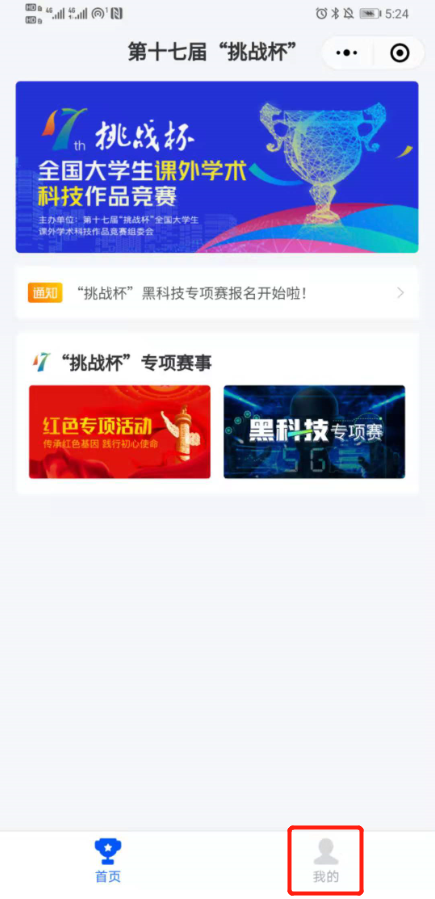 5:24
第十七届“挑战杯”
17th 挑战杯
全国大学生课外学术
科技作品竞赛
主办单位：第十七届“挑战杯”全国大学生
课外学术科技作品竞赛组委会
通知 “挑战杯”黑科技专项赛报名开始啦！
17 “挑战杯”专项赛事
红色专项活动
传承红色基因 践行初心使命
黑科技专项赛
5G
首页
我的